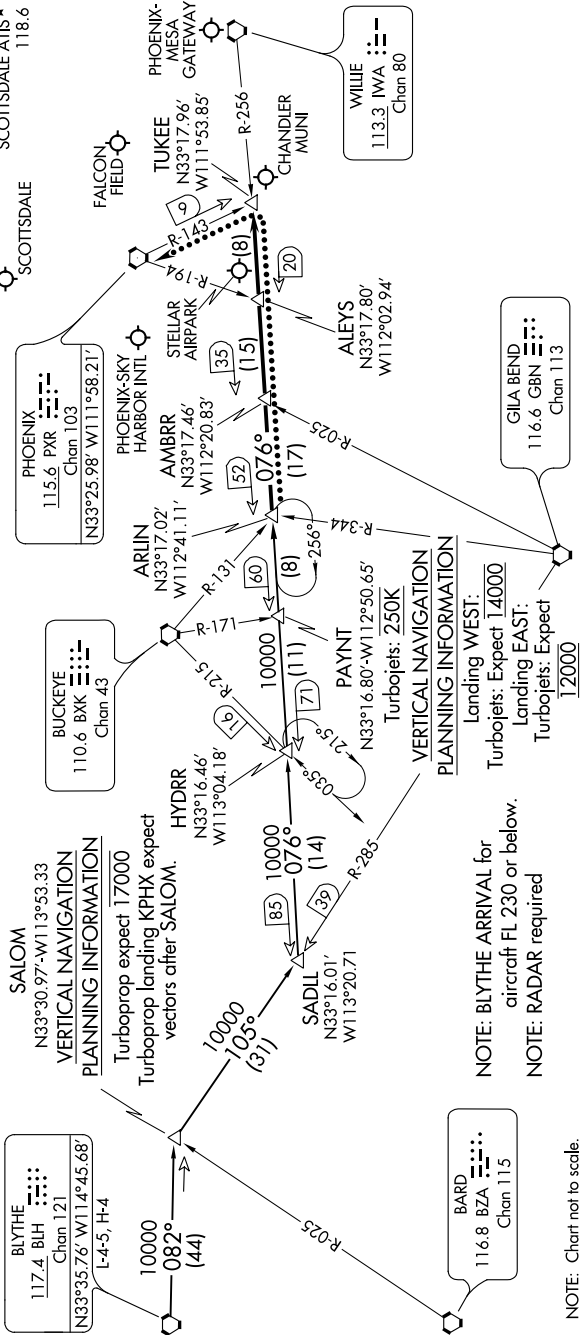 SCOTTSDALE ATIS ★
118.6
SCOTTSDALE
BLYTHE
117.4 BLH
Chan 121
N33°35.76' W114°45.68'
L-4-5, H-4
10000
082°
(44)
SALOM
N33°30.97'-W113°53.33
VERTICAL NAVIGATION
PLANNING INFORMATION
Turboprop expect 17000
Turboprop landing KPHX expect
vectors after SALOM.
10000
105°
(31)
BARD
116.8 BZA
Chan 115
R-025
SADLL
N33°16.01'
W113°20.71
85
39
R-285
10000
076°
(14)
HYDRR
N33°16.46'
W113°04.18'
16
71
R-215
215°
035°
BUCKEYE
110.6 BXK
Chan 43
R-171
R-131
10000
(11)
60
PAYNT
N33°16.80'-W112°50.65'
Turbojets: 250K
VERTICAL NAVIGATION
PLANNING INFORMATION
Landing WEST:
Turbojets: Expect 14000
Landing EAST:
Turbojets: Expect
12000
(8)
256°
ARLIN
N33°17.02'
W112°41.11'
52
R-344
076°
(17)
AMBRR
N33°17.46'
W112°20.83'
35
R-025
(15)
GILA BEND
116.6 GBN
Chan 113
PHOENIX
115.6 PXR
Chan 103
N33°25.98' W111°58.21'
PHOENIX-SKY
HARBOR INTL
STELLAR
AIRPARK
R-194
R-143
9
20
(8)
ALEYS
N33°17.80'
W112°02.94'
FALCON
FIELD
TUKEE
N33°17.96'
W111°53.85'
CHANDLER
MUNI
PHOENIX-
MESA
GATEWAY
R-256
WILLIE
113.3 IWA
Chan 80
NOTE: BLYTHE ARRIVAL for
aircraft FL 230 or below.
NOTE: RADAR required
NOTE: Chart not to scale.